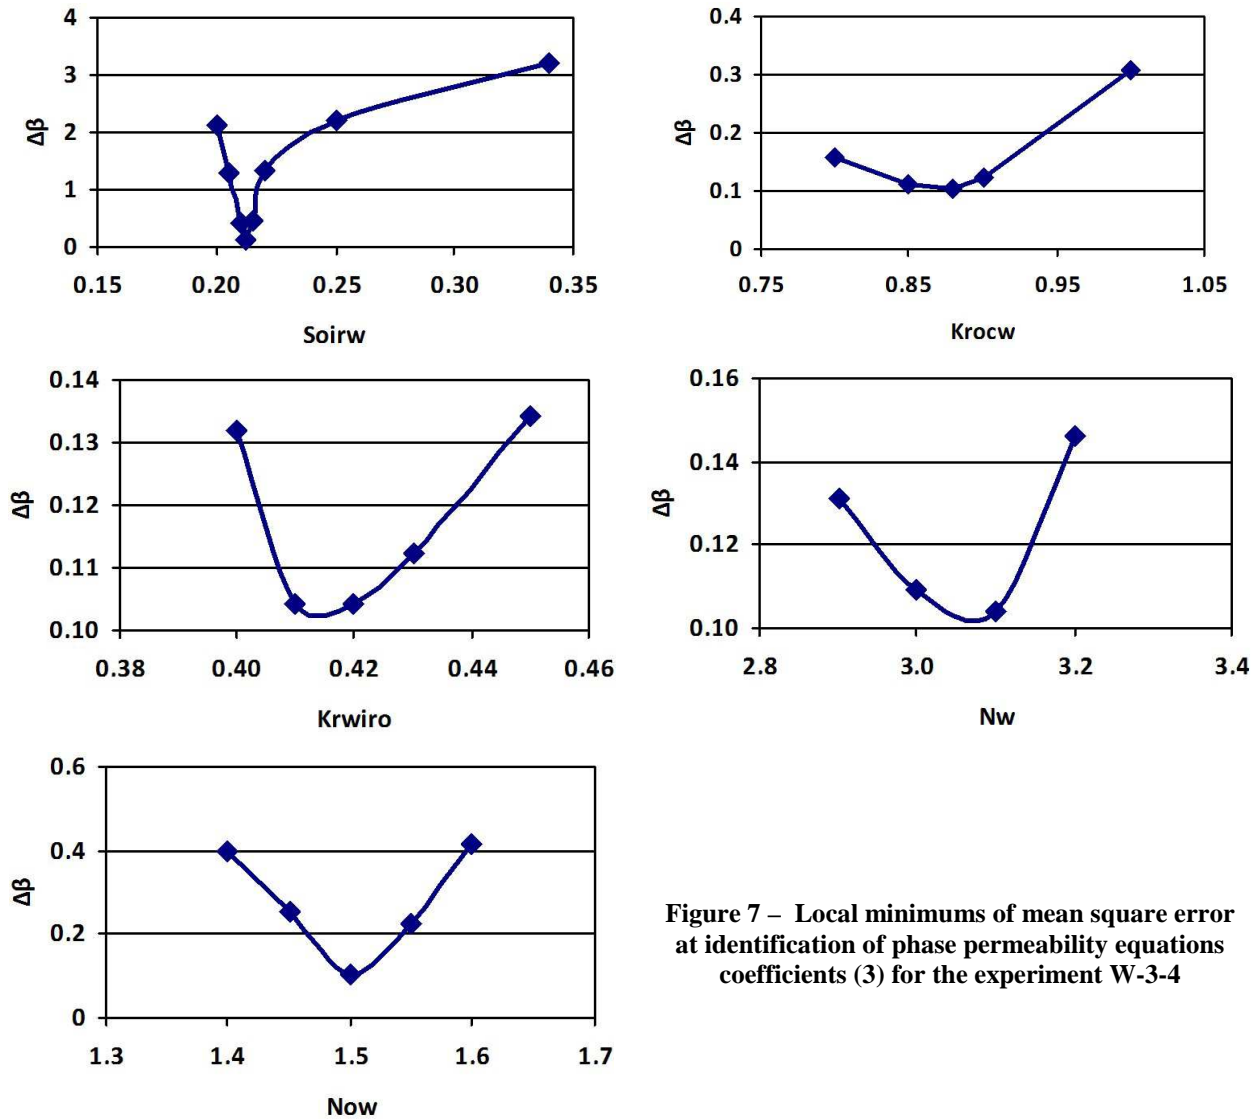 4
3
2
1
0
Δβ
0.15 0.20 0.25 0.30 0.35
Soirw
0.4
0.3
0.2
0.1
0
Δβ
0.75 0.85 0.95 1.05
Krocw
0.14
0.13
0.12
0.11
0.10
Δβ
0.38 0.40 0.42 0.44 0.46
Krwiro
0.16
0.14
0.12
0.10
Δβ
2.8 3.0 3.2 3.4
Nw
0.6
0.4
0.2
0
Δβ
1.3 1.4 1.5 1.6 1.7
Now
Figure 7 – Local minimums of mean square error
at identification of phase permeability equations
coefficients (3) for the experiment W-3-4